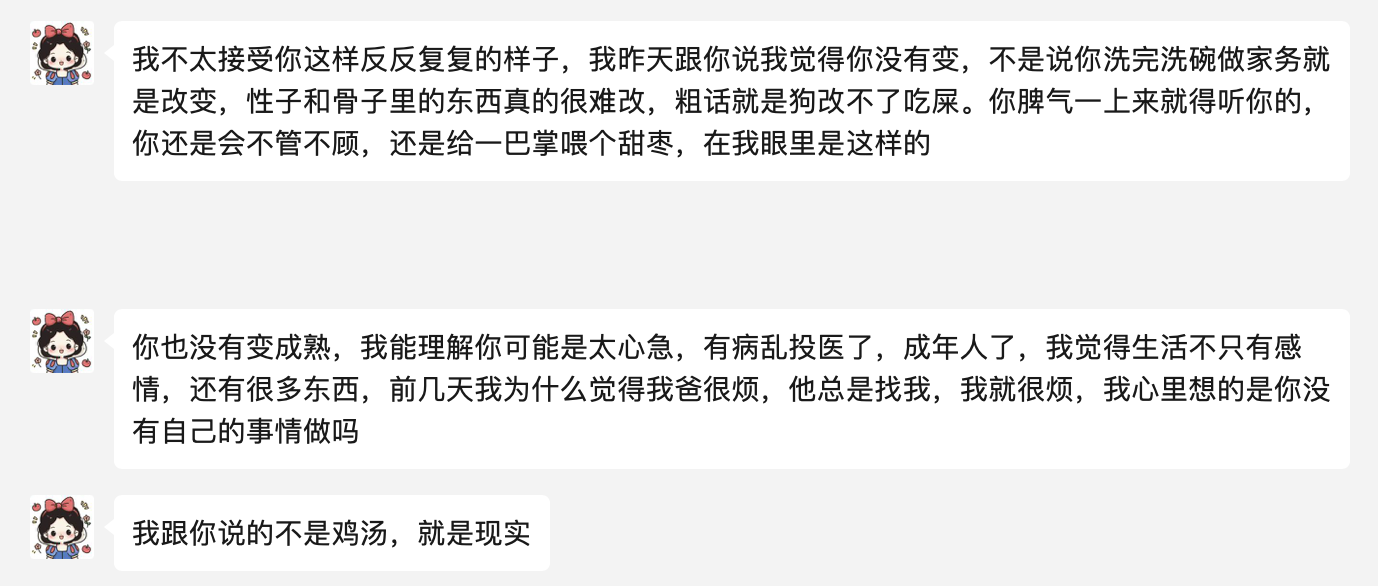 我不太接受你这样反反复复的样子，我昨天跟你说我觉得你没有变，不是说你洗完洗碗做家务就
是改变，性子和骨子里的东西真的很难改，粗话就是狗改不了吃屎。你脾气一上来就得听你的，
你还是会不管不顾，还是给一巴掌喂个甜枣，在我眼里是这样的
你也没有变成熟，我能理解你可能是太心急，有病乱投医了，成年人了，我觉得生活不只有感
情，还有很多东西，前几天我为什么觉得我爸很烦，他总是找我，我就很烦，我心里想的是你没
有自己的事情做吗
我跟你说的不是鸡汤，就是现实